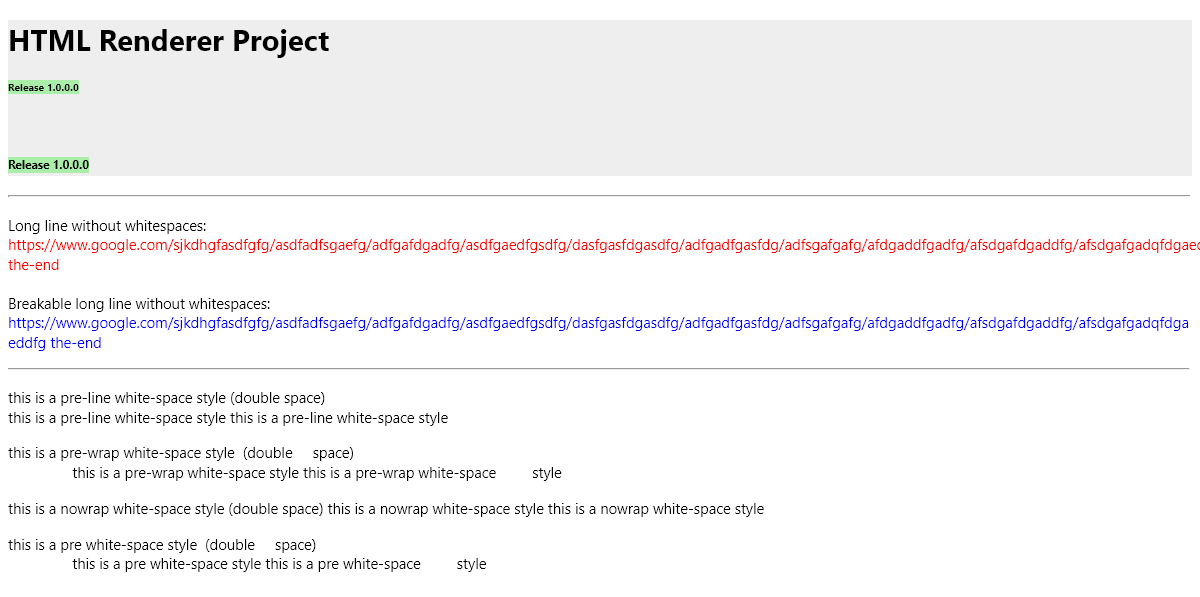 HTML Renderer Project
Release 1.0.0.0
Release 1.0.0.0
Long line without whitespaces:
https://www.google.com/sjkdhgfasdfgfg/asdfadfsgaefg/adfgafdgadfg/asdfgaedfgsdfg/dasfgasfdgasdfg/adfgadfgasfdg/adfsgafgafg/afdgaddfgadfg/afsdgafdgaddfg/afsdgafgadqfdgaed
the-end
Breakable long line without whitespaces:
https://www.google.com/sjkdhgfasdfgfg/asdfadfsgaefg/adfgafdgadfg/asdfgaedfgsdfg/dasfgasfdgasdfg/adfgadfgasfdg/adfsgafgafg/afdgaddfgadfg/afsdgafdgaddfg/afsdgafgadqfdga
eddfg the-end
this is a pre-line white-space style (double space)
this is a pre-line white-space style this is a pre-line white-space style
this is a pre-wrap white-space style  (double     space)
                this is a pre-wrap white-space style this is a pre-wrap white-space         style
this is a nowrap white-space style (double space) this is a nowrap white-space style this is a nowrap white-space style
this is a pre white-space style  (double     space)
                this is a pre white-space style this is a pre white-space         style